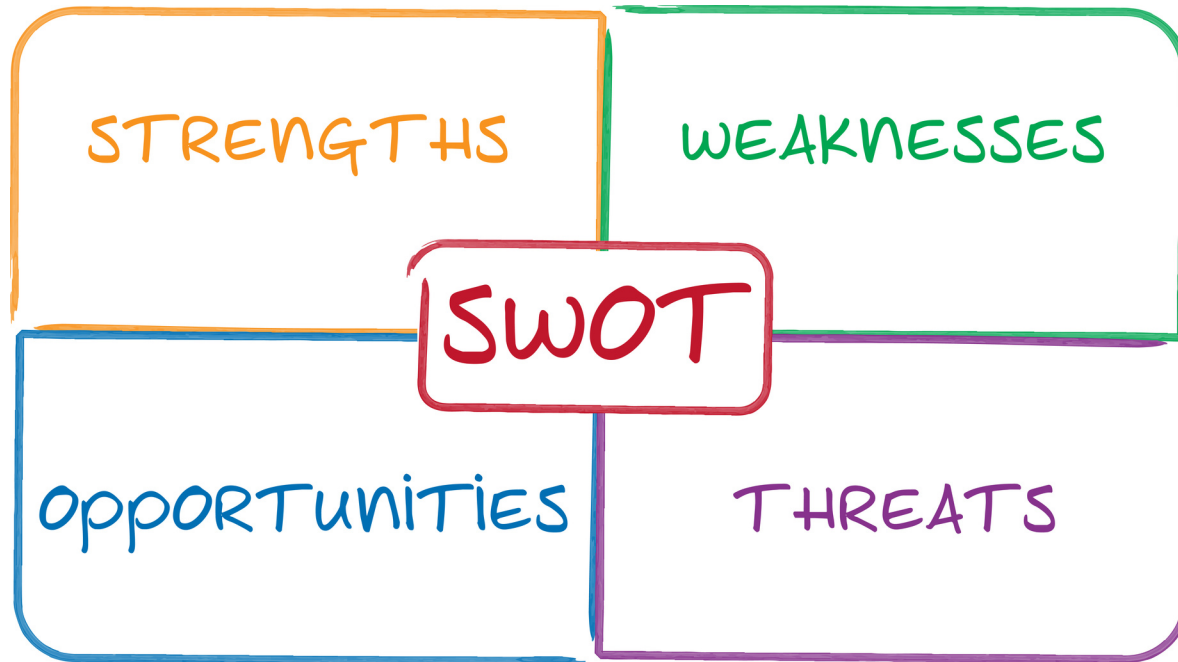 STRENGTHS
WEAKNESSES
SWOT
OPPORTUNITIES
THREATS